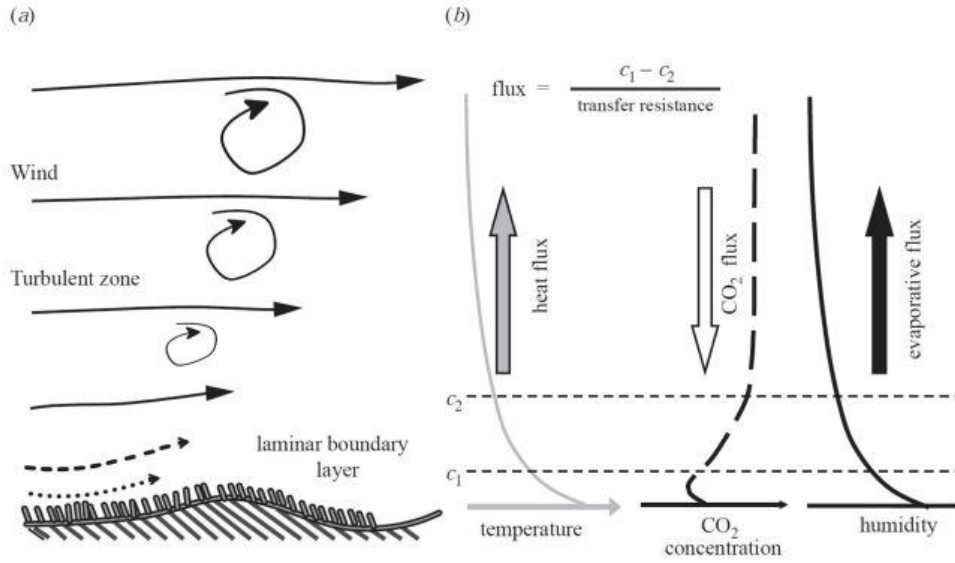 (a)
Wind
Turbulent zone
laminar boundary
layer
(b)
flux = c₁ – c₂
transfer resistance
heat flux
CO₂ flux
evaporative flux
c₂
c₁
temperature
CO₂
concentration
humidity